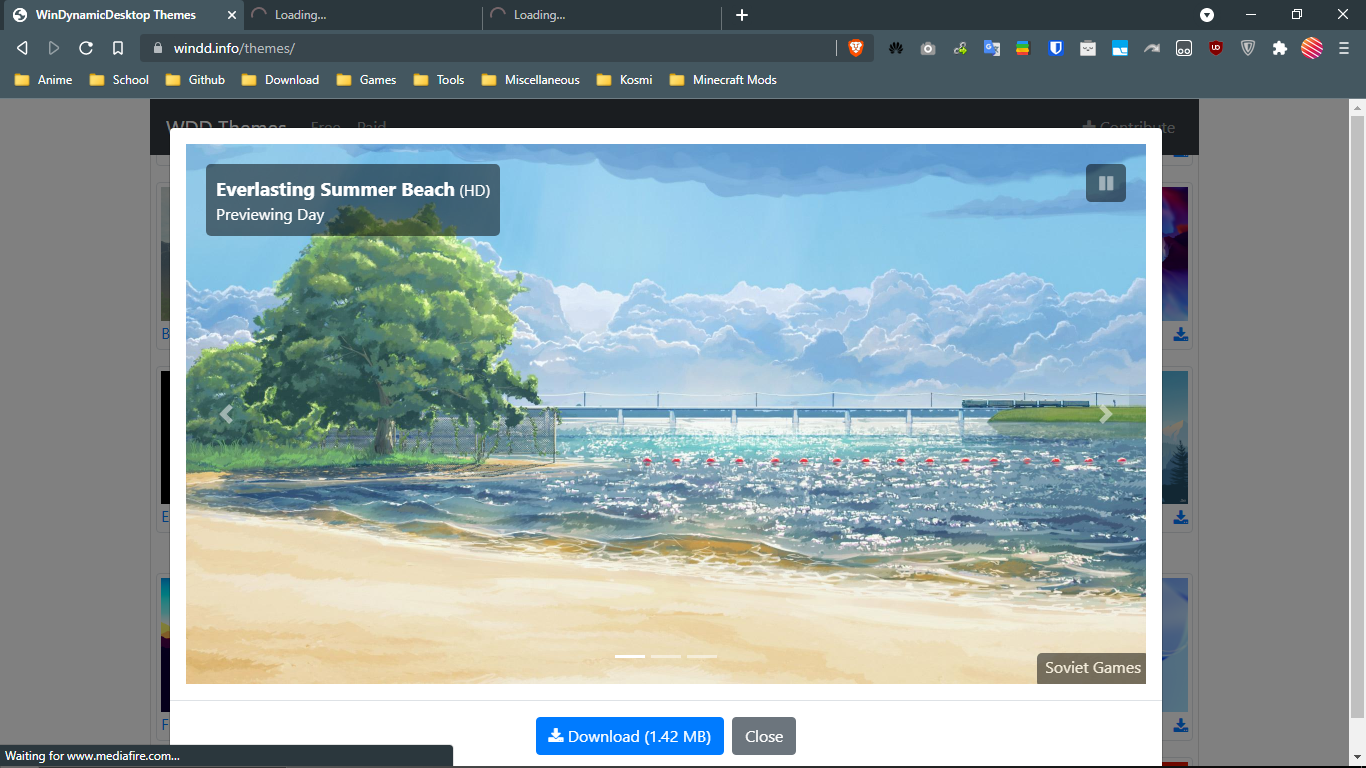 WinDynamicDesktop Themes
Loading...
Loading...
windd.info/themes/
Anime
School
Github
Download
Games
Tools
Miscellaneous
Kosmi
Minecraft Mods
WDD Themes
Free
Paid
Contribute
Everlasting Summer Beach (HD)
Previewing Day
B
E
F
Soviet Games
Download (1.42 MB)
Close
Waiting for www.mediafire.com...